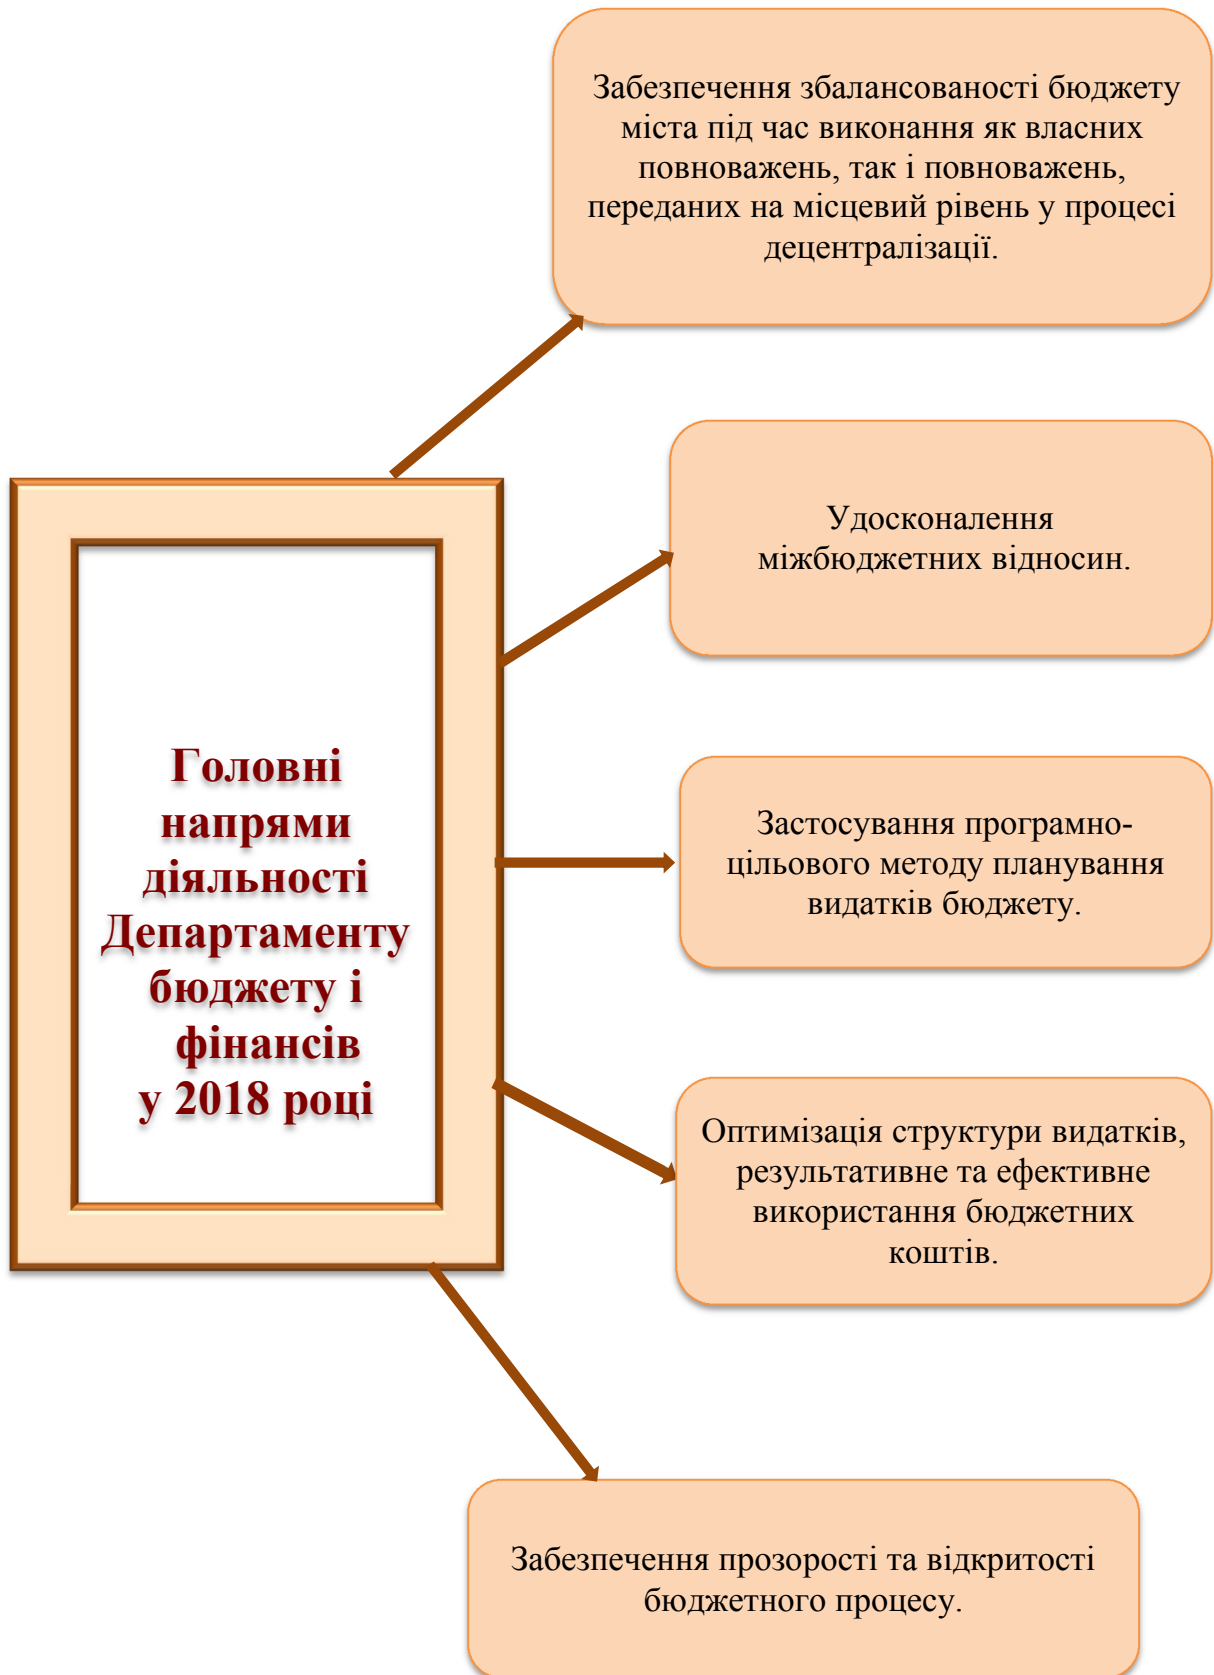 Забезпечення збалансованості бюджету
міста під час виконання як власних
повноважень, так і повноважень,
переданих на місцевий рівень у процесі
децентралізації.
Удосконалення
міжбюджетних відносин.
Головні
напрями
діяльності
Департаменту
бюджету і
фінансів
у 2018 році
Застосування програмно-
цільового методу планування
видатків бюджету.
Оптимізація структури видатків,
результативне та ефективне
використання бюджетних
коштів.
Забезпечення прозорості та відкритості
бюджетного процесу.